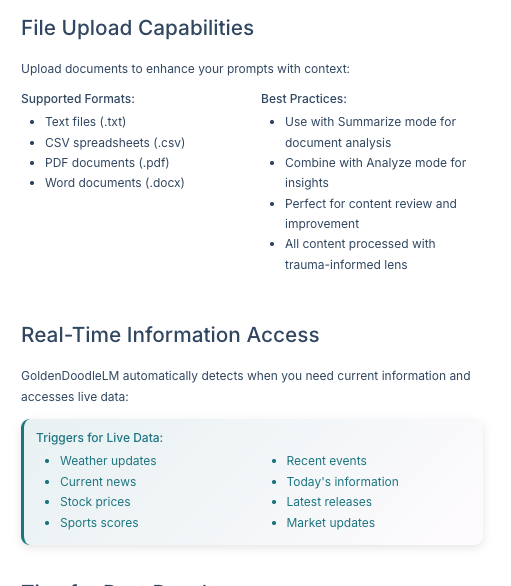 File Upload Capabilities
Upload documents to enhance your prompts with context:
Supported Formats:
Text files (.txt)
CSV spreadsheets (.csv)
PDF documents (.pdf)
Word documents (.docx)
Best Practices:
Use with Summarize mode for
document analysis
Combine with Analyze mode for
insights
Perfect for content review and
improvement
All content processed with
trauma-informed lens
Real-Time Information Access
GoldenDoodleLM automatically detects when you need current information and
accesses live data:
Triggers for Live Data:
Weather updates
Current news
Stock prices
Sports scores
Recent events
Today's information
Latest releases
Market updates